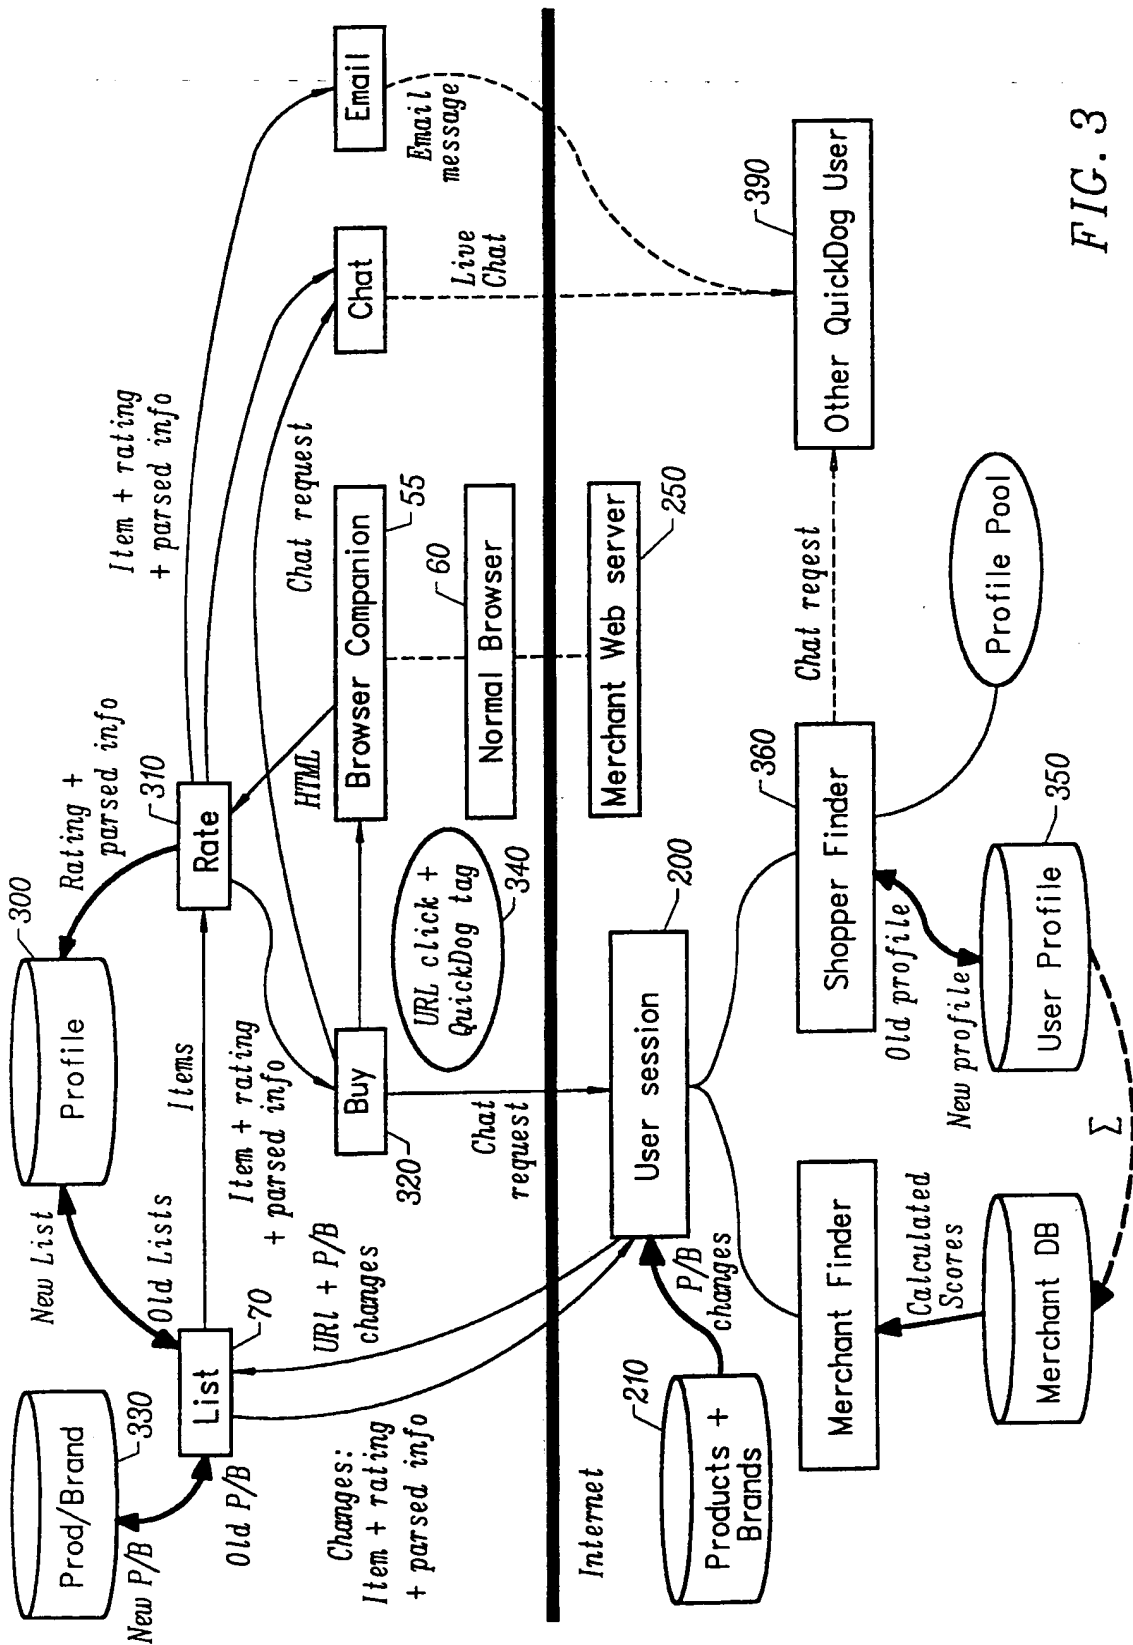 Prod/Brand
330
New P/B
Old P/B
New List
Old Lists
Profile
300
Rating +
parsed info
List
70
Items
Rate
310
Item + rating
+ parsed info
Item + rating
+ parsed info
Chat request
HTML
Buy
320
Browser Companion
55
Chat
Email
URL click +
QuickDog tag
340
Normal Browser
60
Live
Chat
Email
message
URl + P/B
changes
Changes:
Item + rating
+ parsed info
Chat
request
Internet
Products +
Brands
210
P/B
changes
User session
200
Merchant Web server
250
Merchant Finder
Shopper Finder
360
Chat reqest
Other QuickDog User
390
Calculated
Scores
Old profile
New profile
Profile Pool
Merchant DB
Σ
User Profile
350
FIG. 3